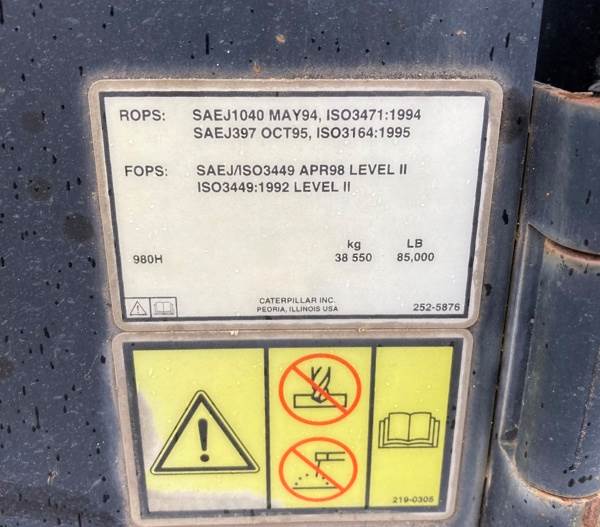 ROPS: SAEJ1040 MAY94, ISO3471:1994
SAEJ397 OCT95, ISO3164:1995
FOPS: SAEJ/ISO3449 APR98 LEVEL II
ISO3449:1992 LEVEL II
kg LB
980H 38 550 85,000
CATERPILLAR INC.
PEORIA, ILLINOIS USA 252-5876
219-0306